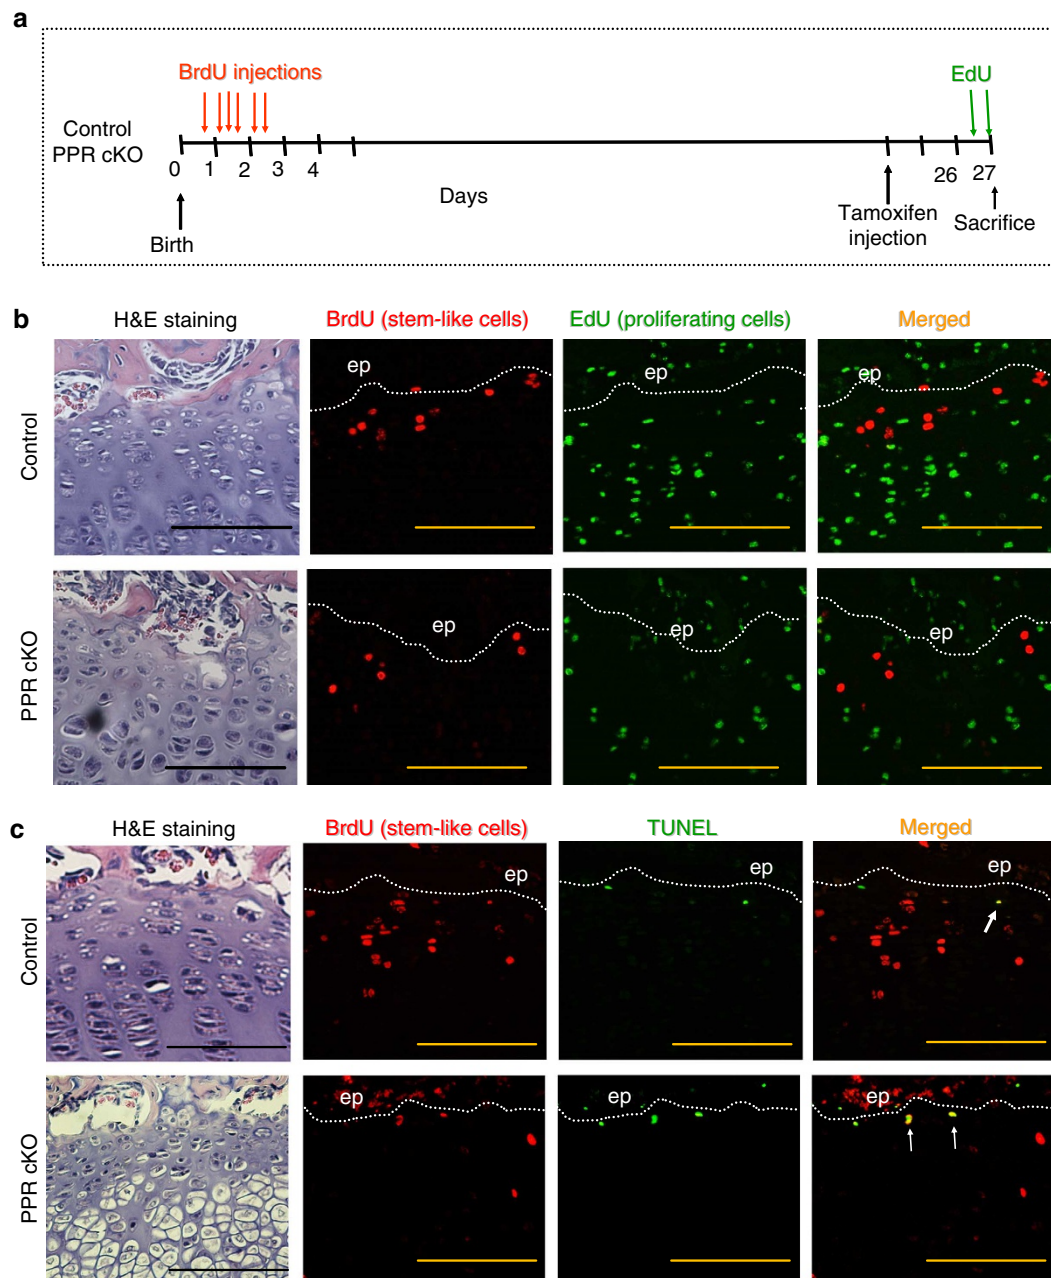 a
BrdU injections
EdU
Control
PPR cKO
0 1 2 3 4 26 27
Days
Birth
Tamoxifen
injection
Sacrifice
b
H&E staining
BrdU (stem-like cells)
EdU (proliferating cells)
Merged
Control
ep
ep
ep
PPR cKO
ep
ep
ep
c
H&E staining
BrdU (stem-like cells)
TUNEL
Merged
Control
ep
ep
ep
PPR cKO
ep
ep
ep